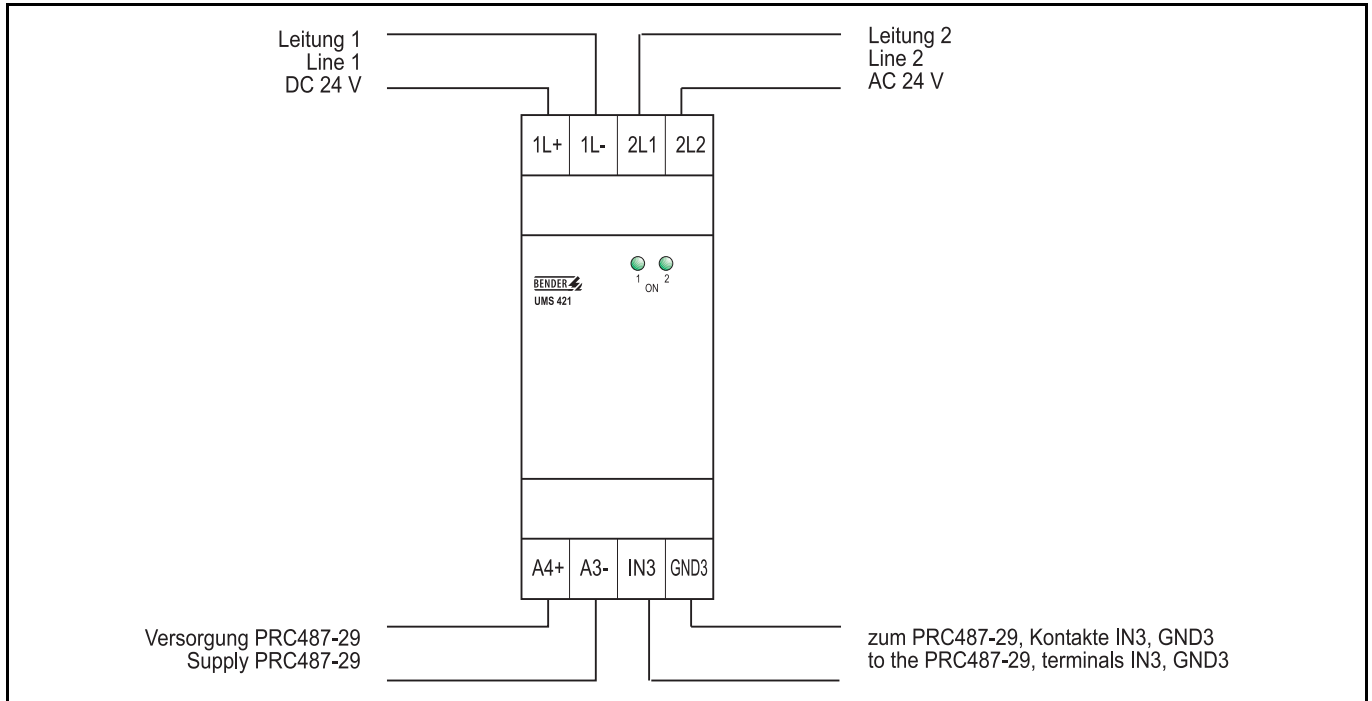 Leitung 1
Line 1
DC 24 V
Leitung 2
Line 2
AC 24 V
1L+ 1L- 2L1 2L2
1 2
ON
BENDER
UMS 421
A4+ A3- IN3 GND3
Versorgung PRC487-29
Supply PRC487-29
zum PRC487-29, Kontakte IN3, GND3
to the PRC487-29, terminals IN3, GND3